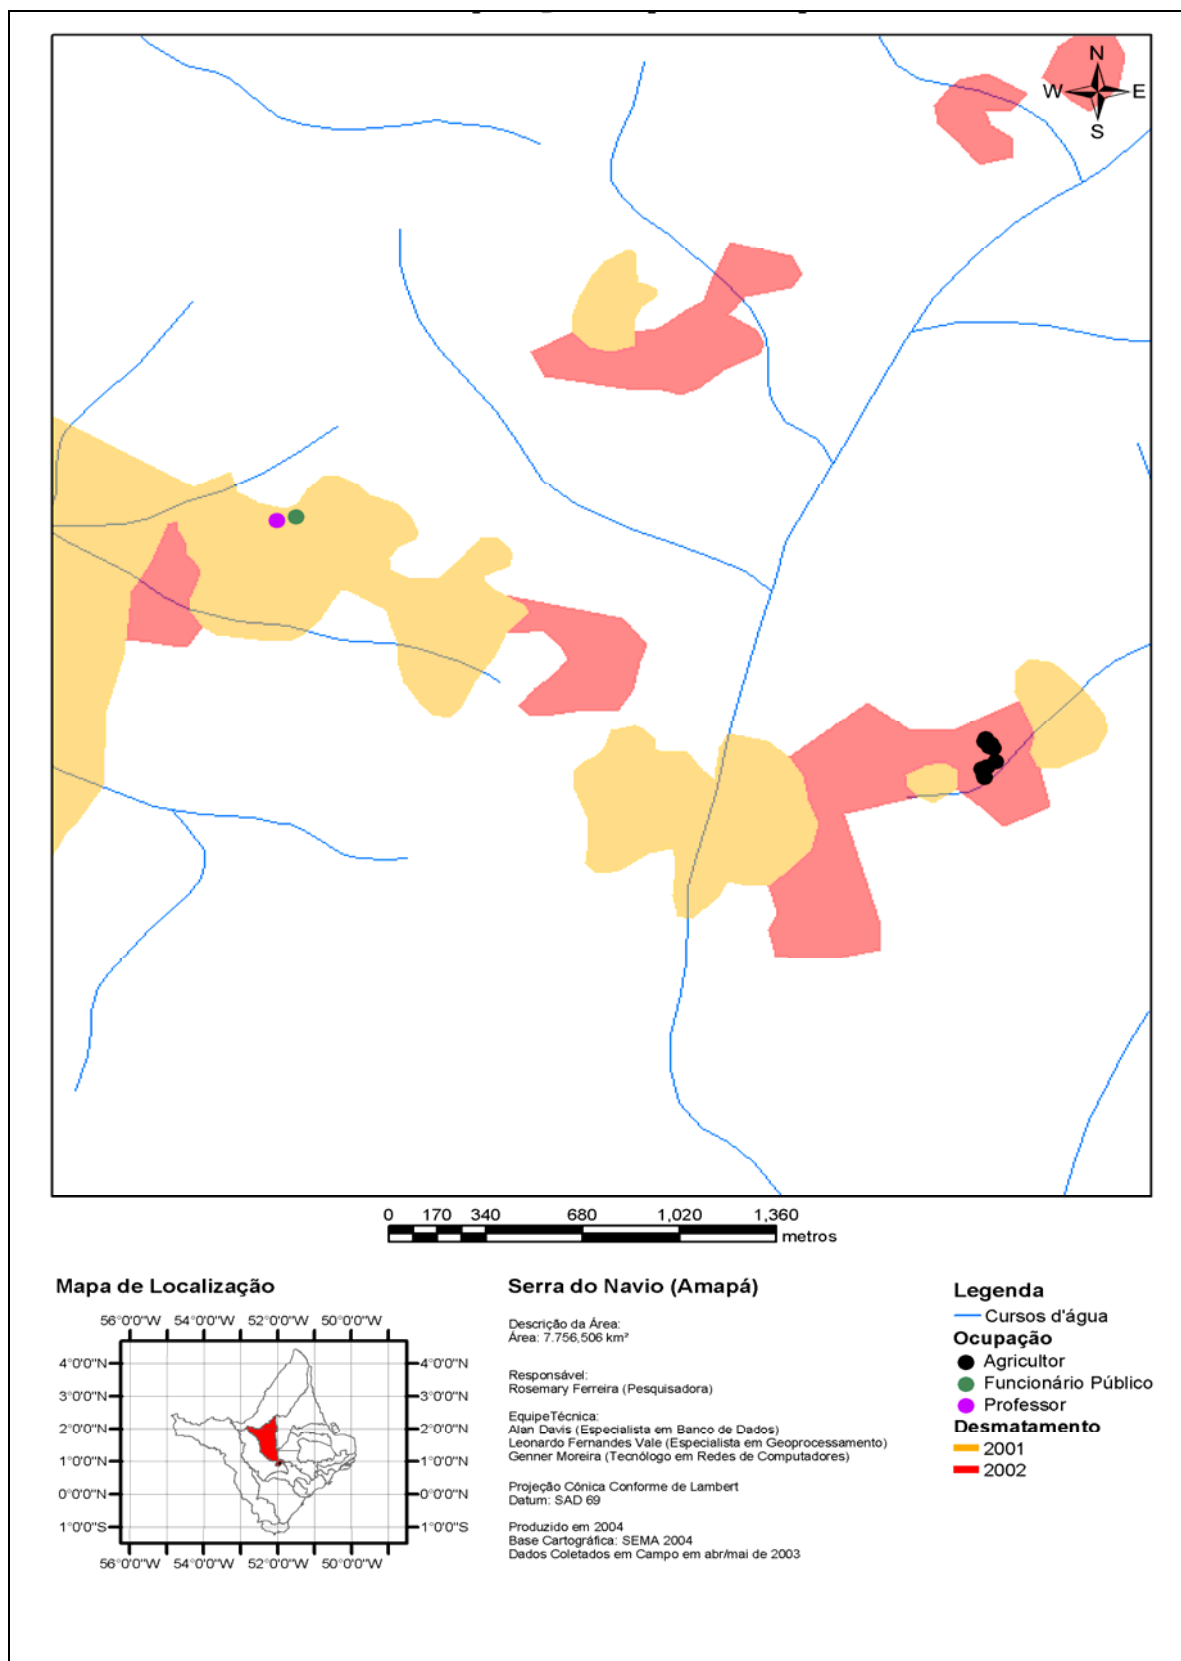 N
W E
S
0 170 340 680 1,020 1,360
metros
Mapa de Localização
56°0'0"W 54°0'0"W 52°0'0"W 50°0'0"W
4°0'0"N 4°0'0"N
3°0'0"N 3°0'0"N
2°0'0"N 2°0'0"N
1°0'0"N 1°0'0"N
0°0'0"N 0°0'0"N
1°0'0"S 1°0'0"S
56°0'0"W 54°0'0"W 52°0'0"W 50°0'0"W
Serra do Navio (Amapá)
Descrição da Área:
Área: 7.756,506 km²
Responsável:
Rosemary Ferreira (Pesquisadora)
EquipeTécnica:
Alan Davis (Especialista em Banco de Dados)
Leonardo Fernandes Vale (Especialista em Geoprocessamento)
Genner Moreira (Tecnólogo em Redes de Computadores)
Projeção Cônica Conforme de Lambert
Datum: SAD 69
Produzido em 2004
Base Cartográfica: SEMA 2004
Dados Coletados em Campo em abr/mai de 2003
Legenda
Cursos d'água
Ocupação
Agricultor
Funcionário Público
Professor
Desmatamento
2001
2002